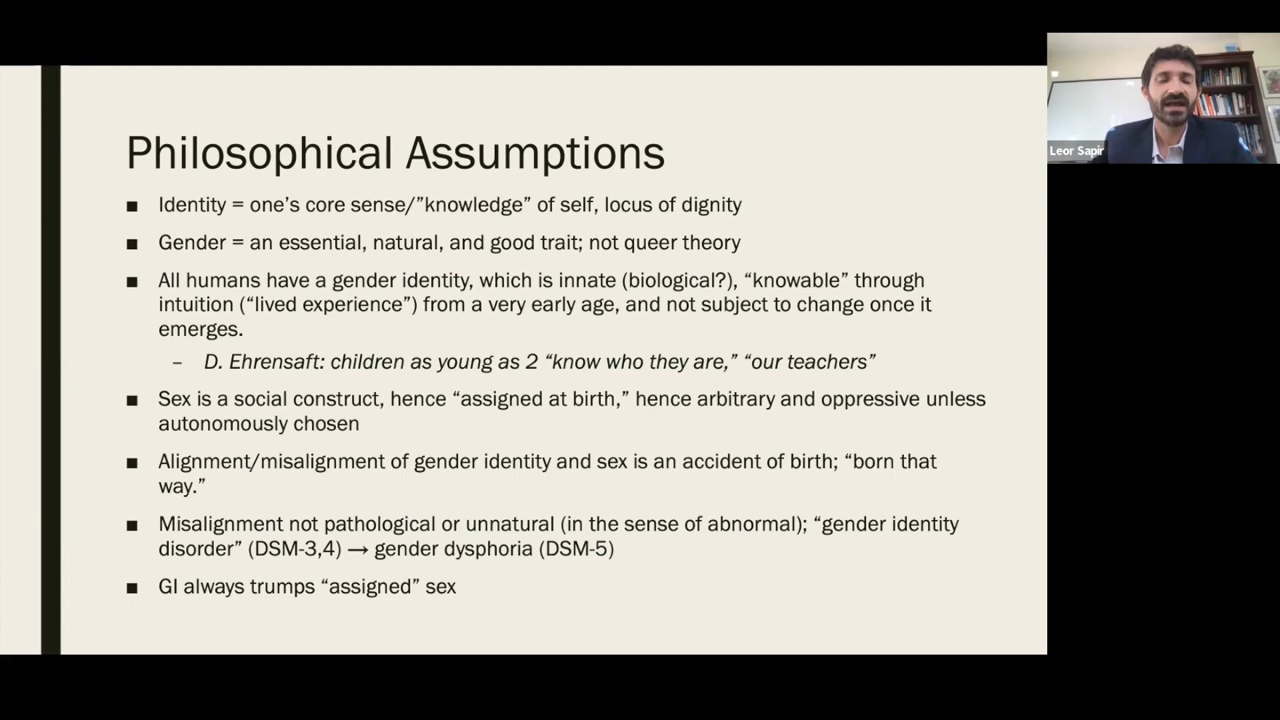 Philosophical Assumptions
■ Identity = one’s core sense/”knowledge” of self, locus of dignity
■ Gender = an essential, natural, and good trait; not queer theory
■ All humans have a gender identity, which is innate (biological?), “knowable” through
intuition (“lived experience”) from a very early age, and not subject to change once it
emerges.
– D. Ehrensaft: children as young as 2 “know who they are,” “our teachers”
■ Sex is a social construct, hence “assigned at birth,” hence arbitrary and oppressive unless
autonomously chosen
■ Alignment/misalignment of gender identity and sex is an accident of birth; “born that
way.”
■ Misalignment not pathological or unnatural (in the sense of abnormal); “gender identity
disorder” (DSM-3,4) → gender dysphoria (DSM-5)
■ GI always trumps “assigned” sex
Leor Sapir